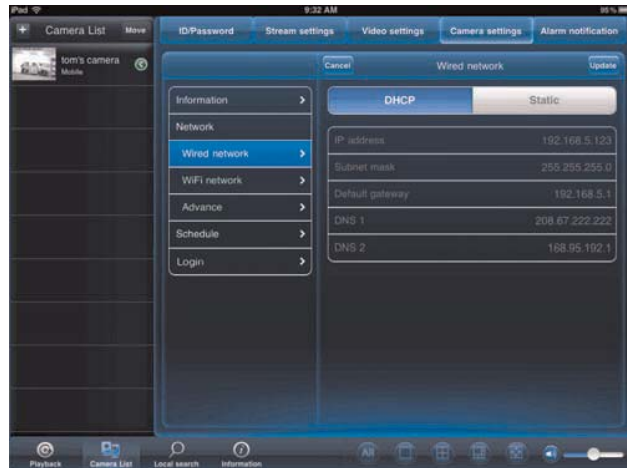 iPad 9:32 AM 95 %
+ Camera List Move
ID/Password Stream settings Video settings Camera settings Alarm notification
tom's camera
Mobile
Cancel Wired network Update
Information
Network
Wired network
WiFi network
Advance
Schedule
Login
DHCP Static
IP address 192.168.5.123
Subnet mask 255.255.255.0
Default gateway 192.168.5.1
DNS 1 208.67.222.222
DNS 2 168.95.192.1
All
Playback Camera List Local search Information